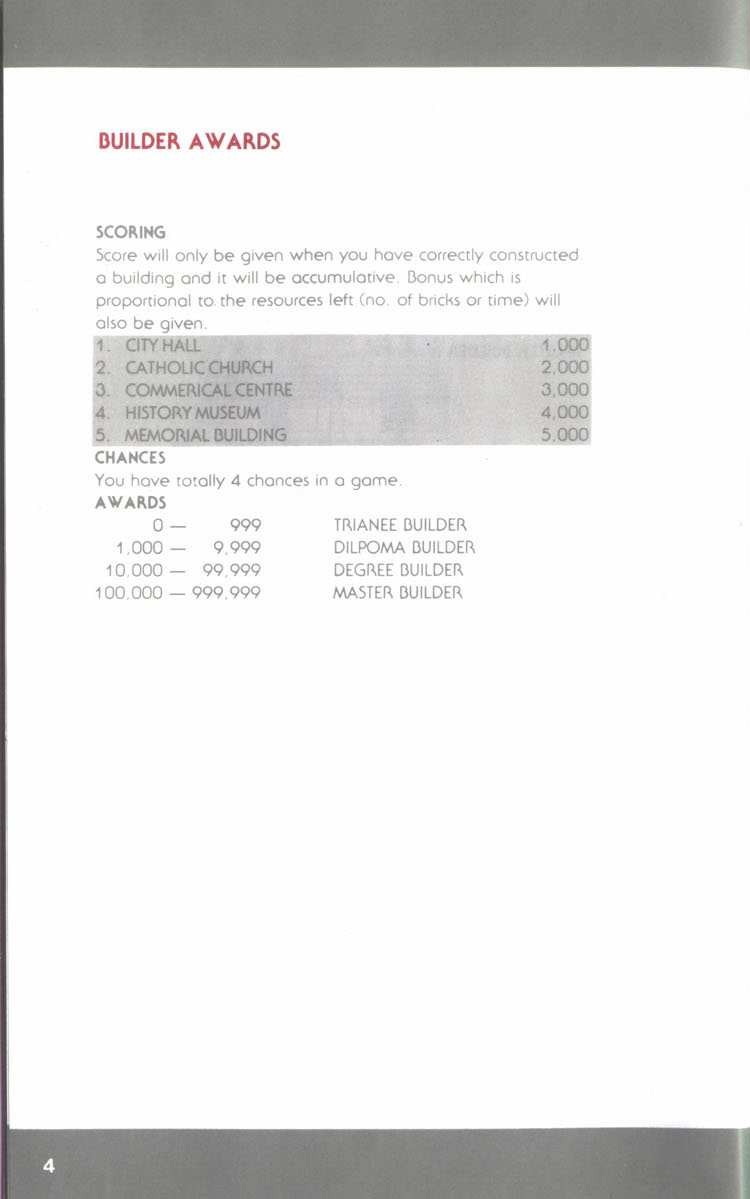 BUILDER AWARDS
SCORING
Score will only be given when you have correctly constructed
a building and it will be accumulative. Bonus which is
proportional to the resources left (no. of bricks or time) will
also be given.
1. CITY HALL 1,000
2. CATHOLIC CHURCH 2,000
3. COMMERICAL CENTRE 3,000
4. HISTORY MUSEUM 4,000
5. MEMORIAL BUILDING 5,000
CHANCES
You have totally 4 chances in a game.
AWARDS
0 — 999 TRIANEE BUILDER
1,000 — 9,999 DILPOMA BUILDER
10,000 — 99,999 DEGREE BUILDER
100,000 — 999,999 MASTER BUILDER
4